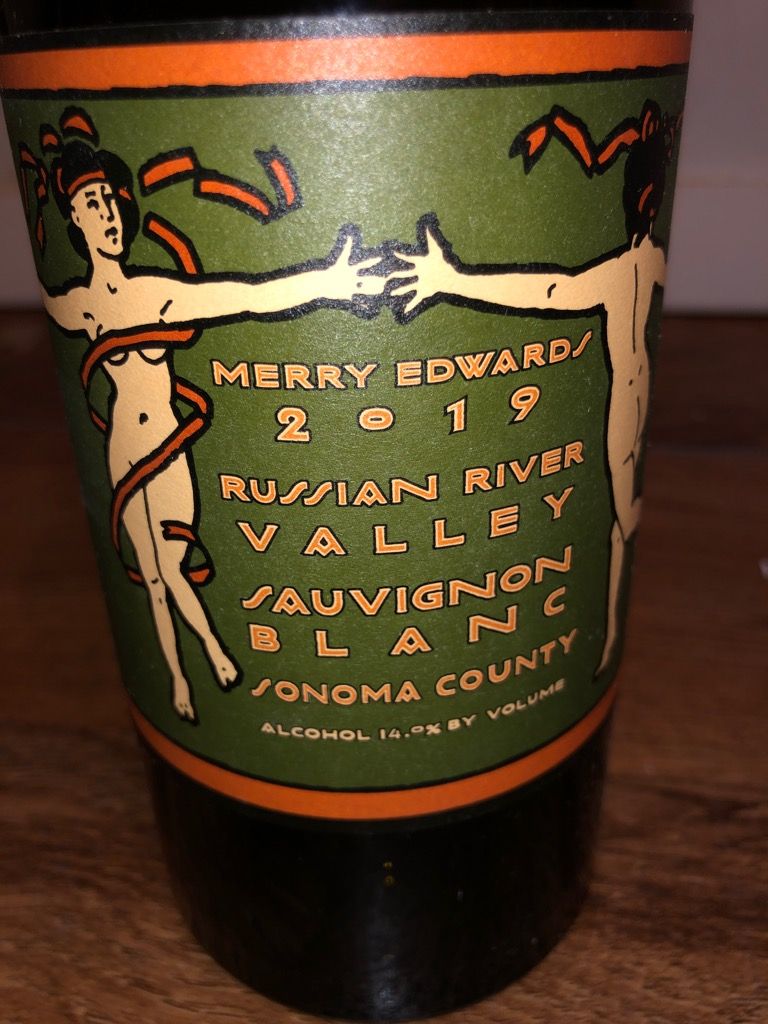 MERRY EDWARDS
2019
RUSSIAN RIVER
VALLEY
SAUVIGNON
BLANC
SONOMA COUNTY
ALCOHOL 14.0% BY VOLUME